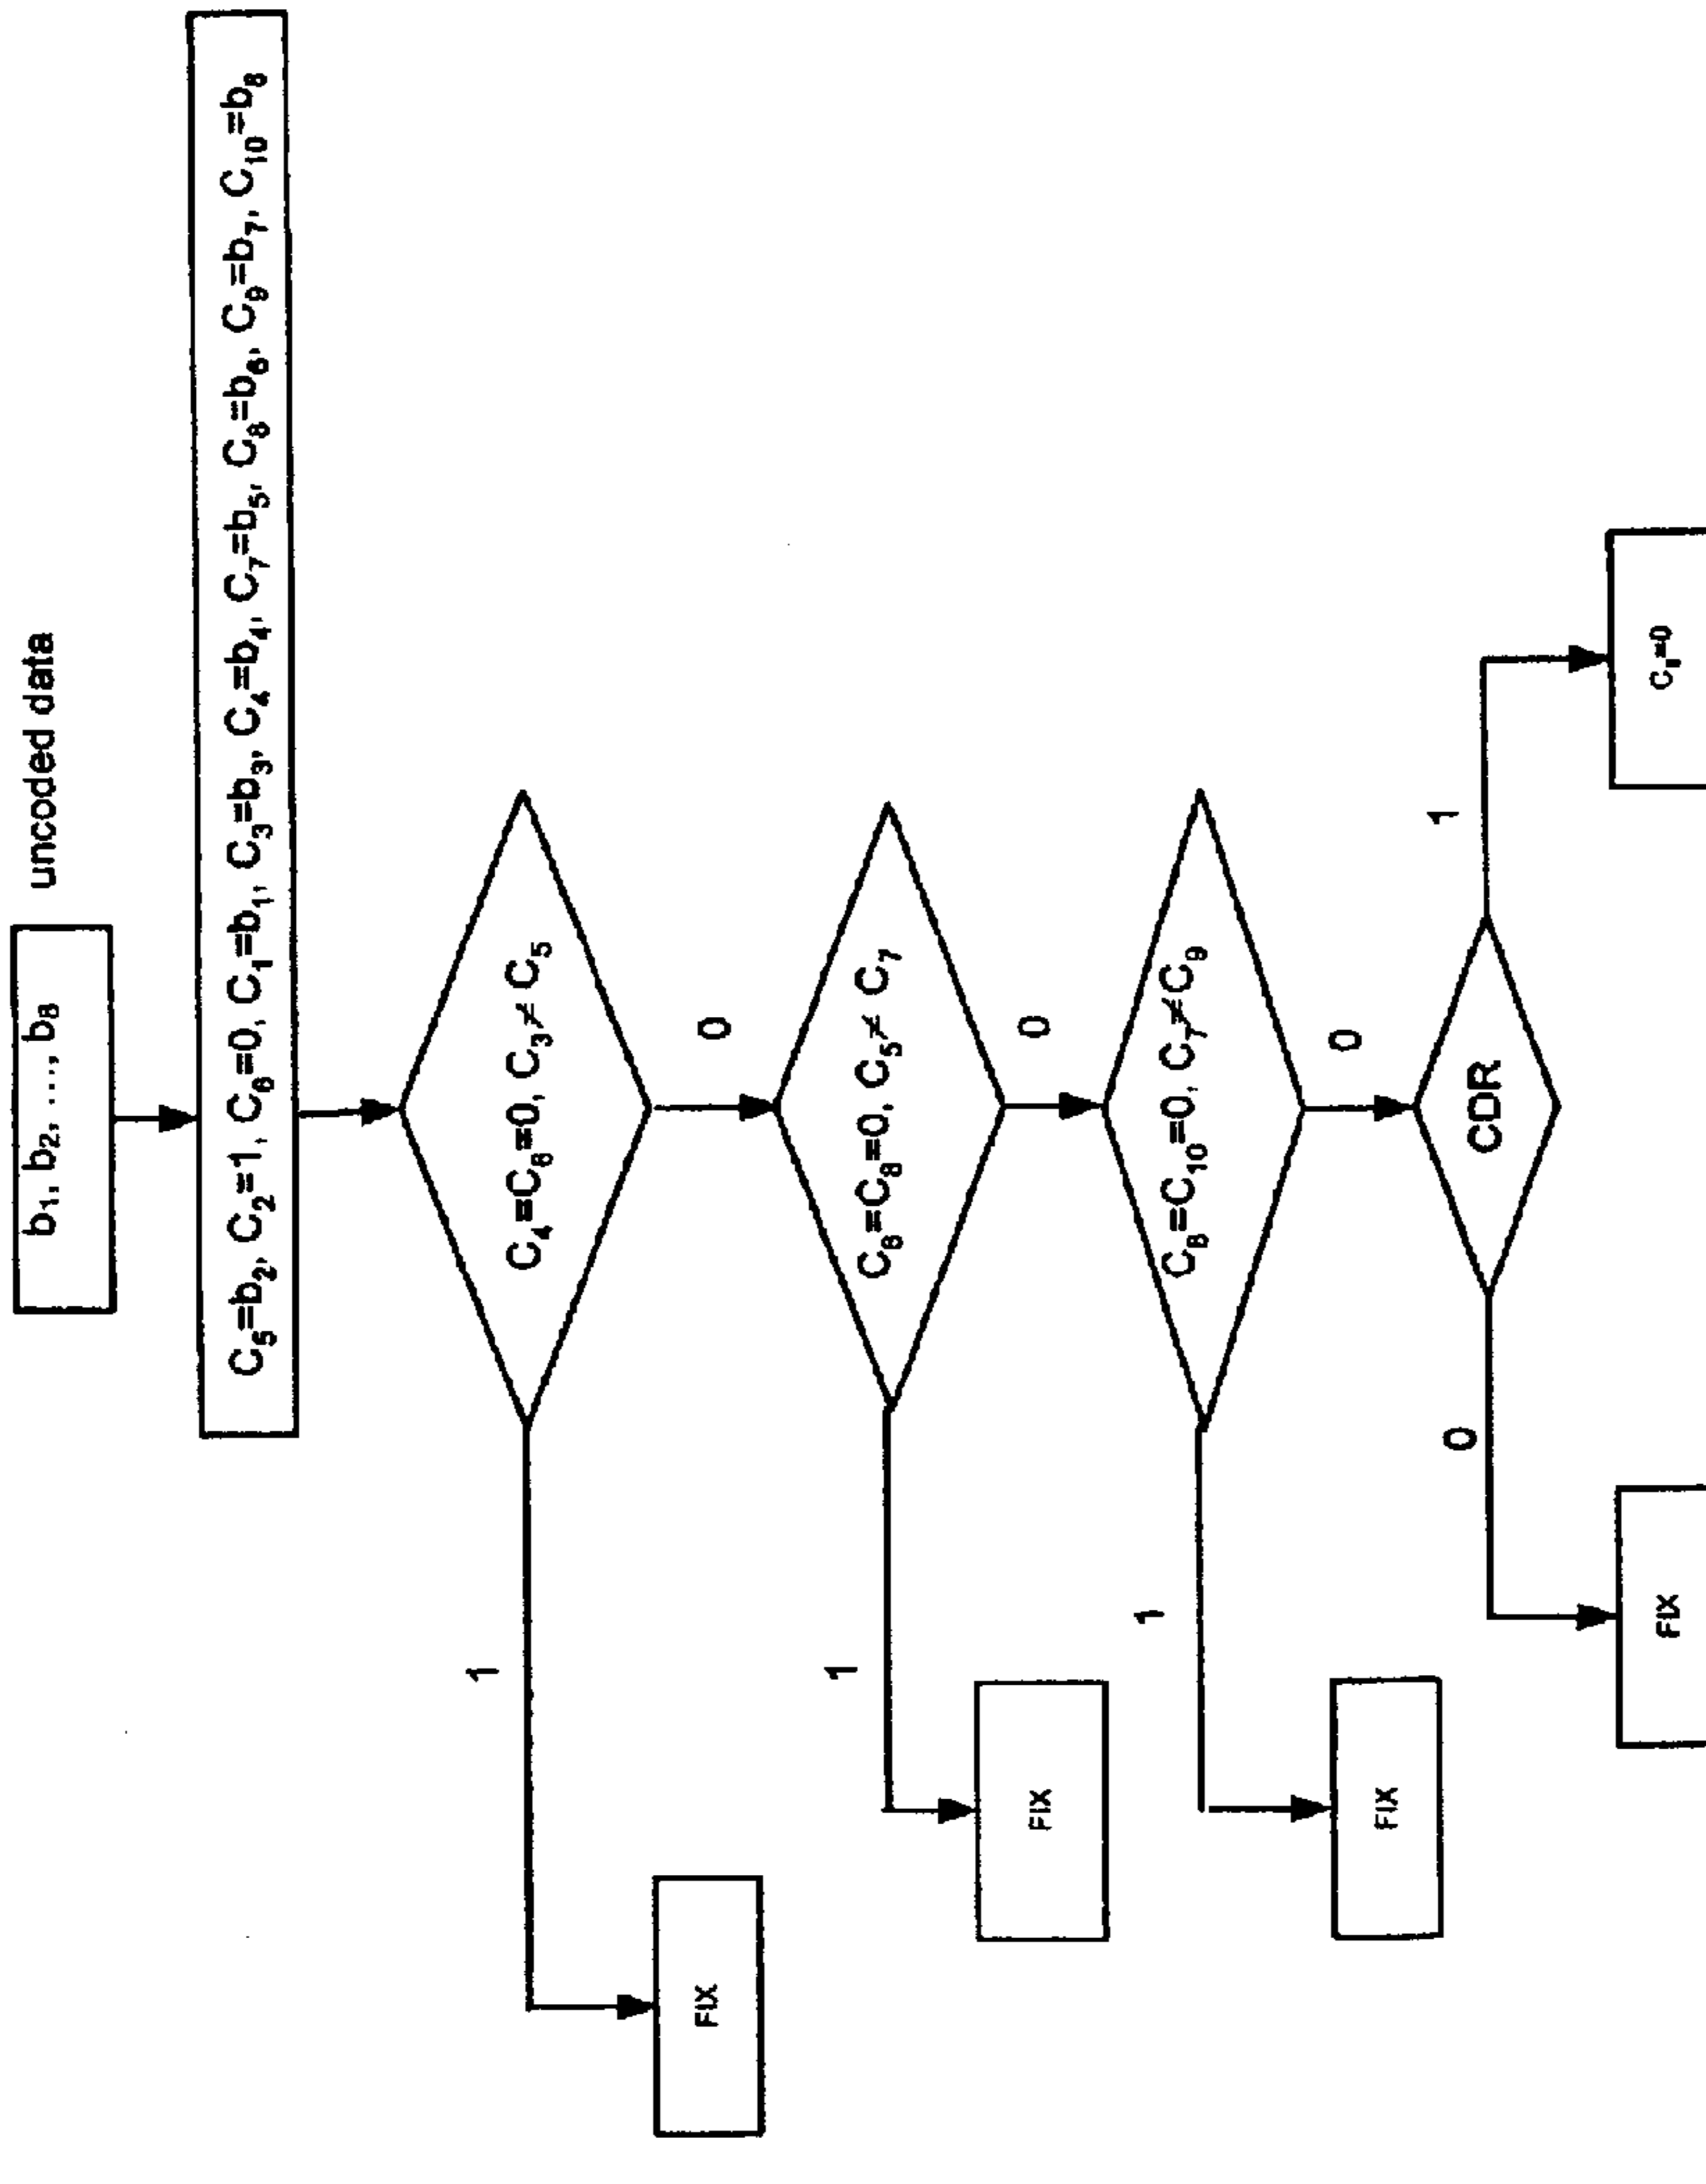 b₁, b₂, ..., b₈
uncoded data
C₅=b₂, C₂=1, C₆=0, C₁=b₁, C₃=b₃, C₄=b₄, C₇=b₅, C₈=b₆, C₉=b₇, C₁₀=b₈
C₄=C₆=0, C₃≠C₅
1
0
FIX
C₆=C₈=0, C₅≠C₇
1
0
FIX
C₈=C₁₀=0, C₇≠C₉
1
0
FIX
CDR
0
1
FIX